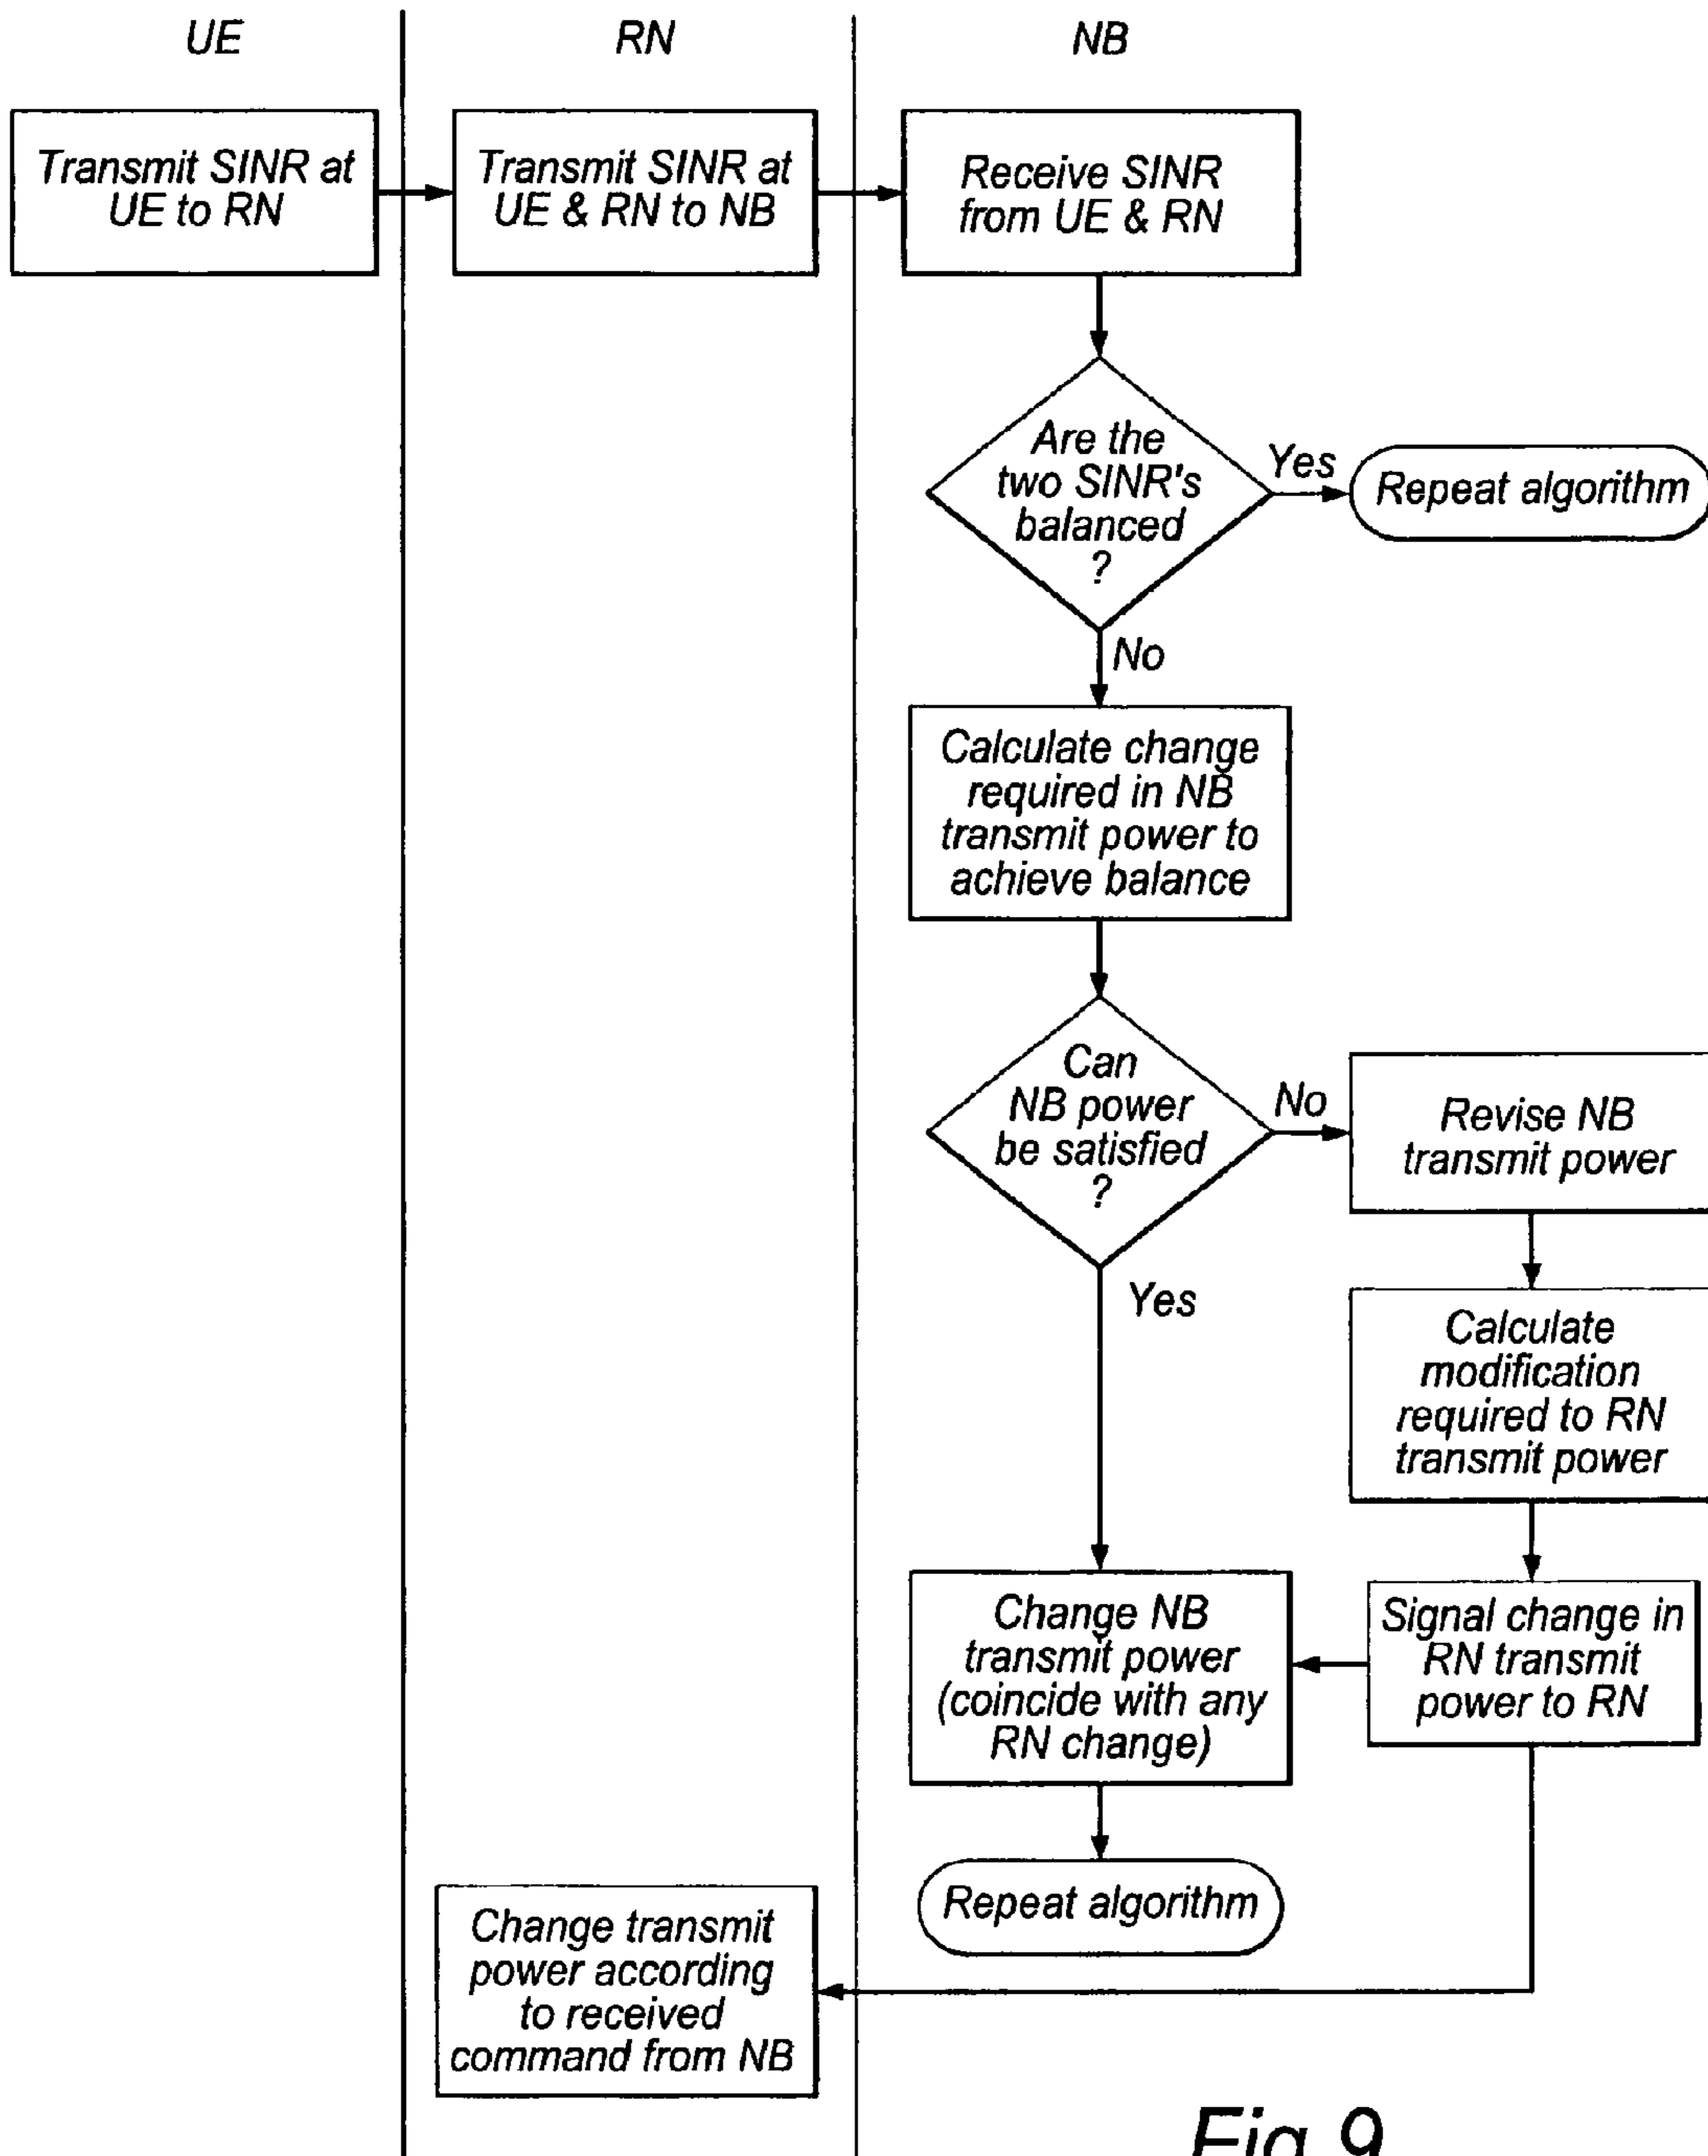 UE
RN
NB
Transmit SINR at
UE to RN
Transmit SINR at
UE & RN to NB
Receive SINR
from UE & RN
Are the
two SINR's
balanced
?
Yes
Repeat algorithm
No
Calculate change
required in NB
transmit power to
achieve balance
Can
NB power
be satisfied
?
No
Revise NB
transmit power
Yes
Calculate
modification
required to RN
transmit power
Change NB
transmit power
(coincide with any
RN change)
Signal change in
RN transmit
power to RN
Repeat algorithm
Change transmit
power according
to received
command from NB
Fig 9